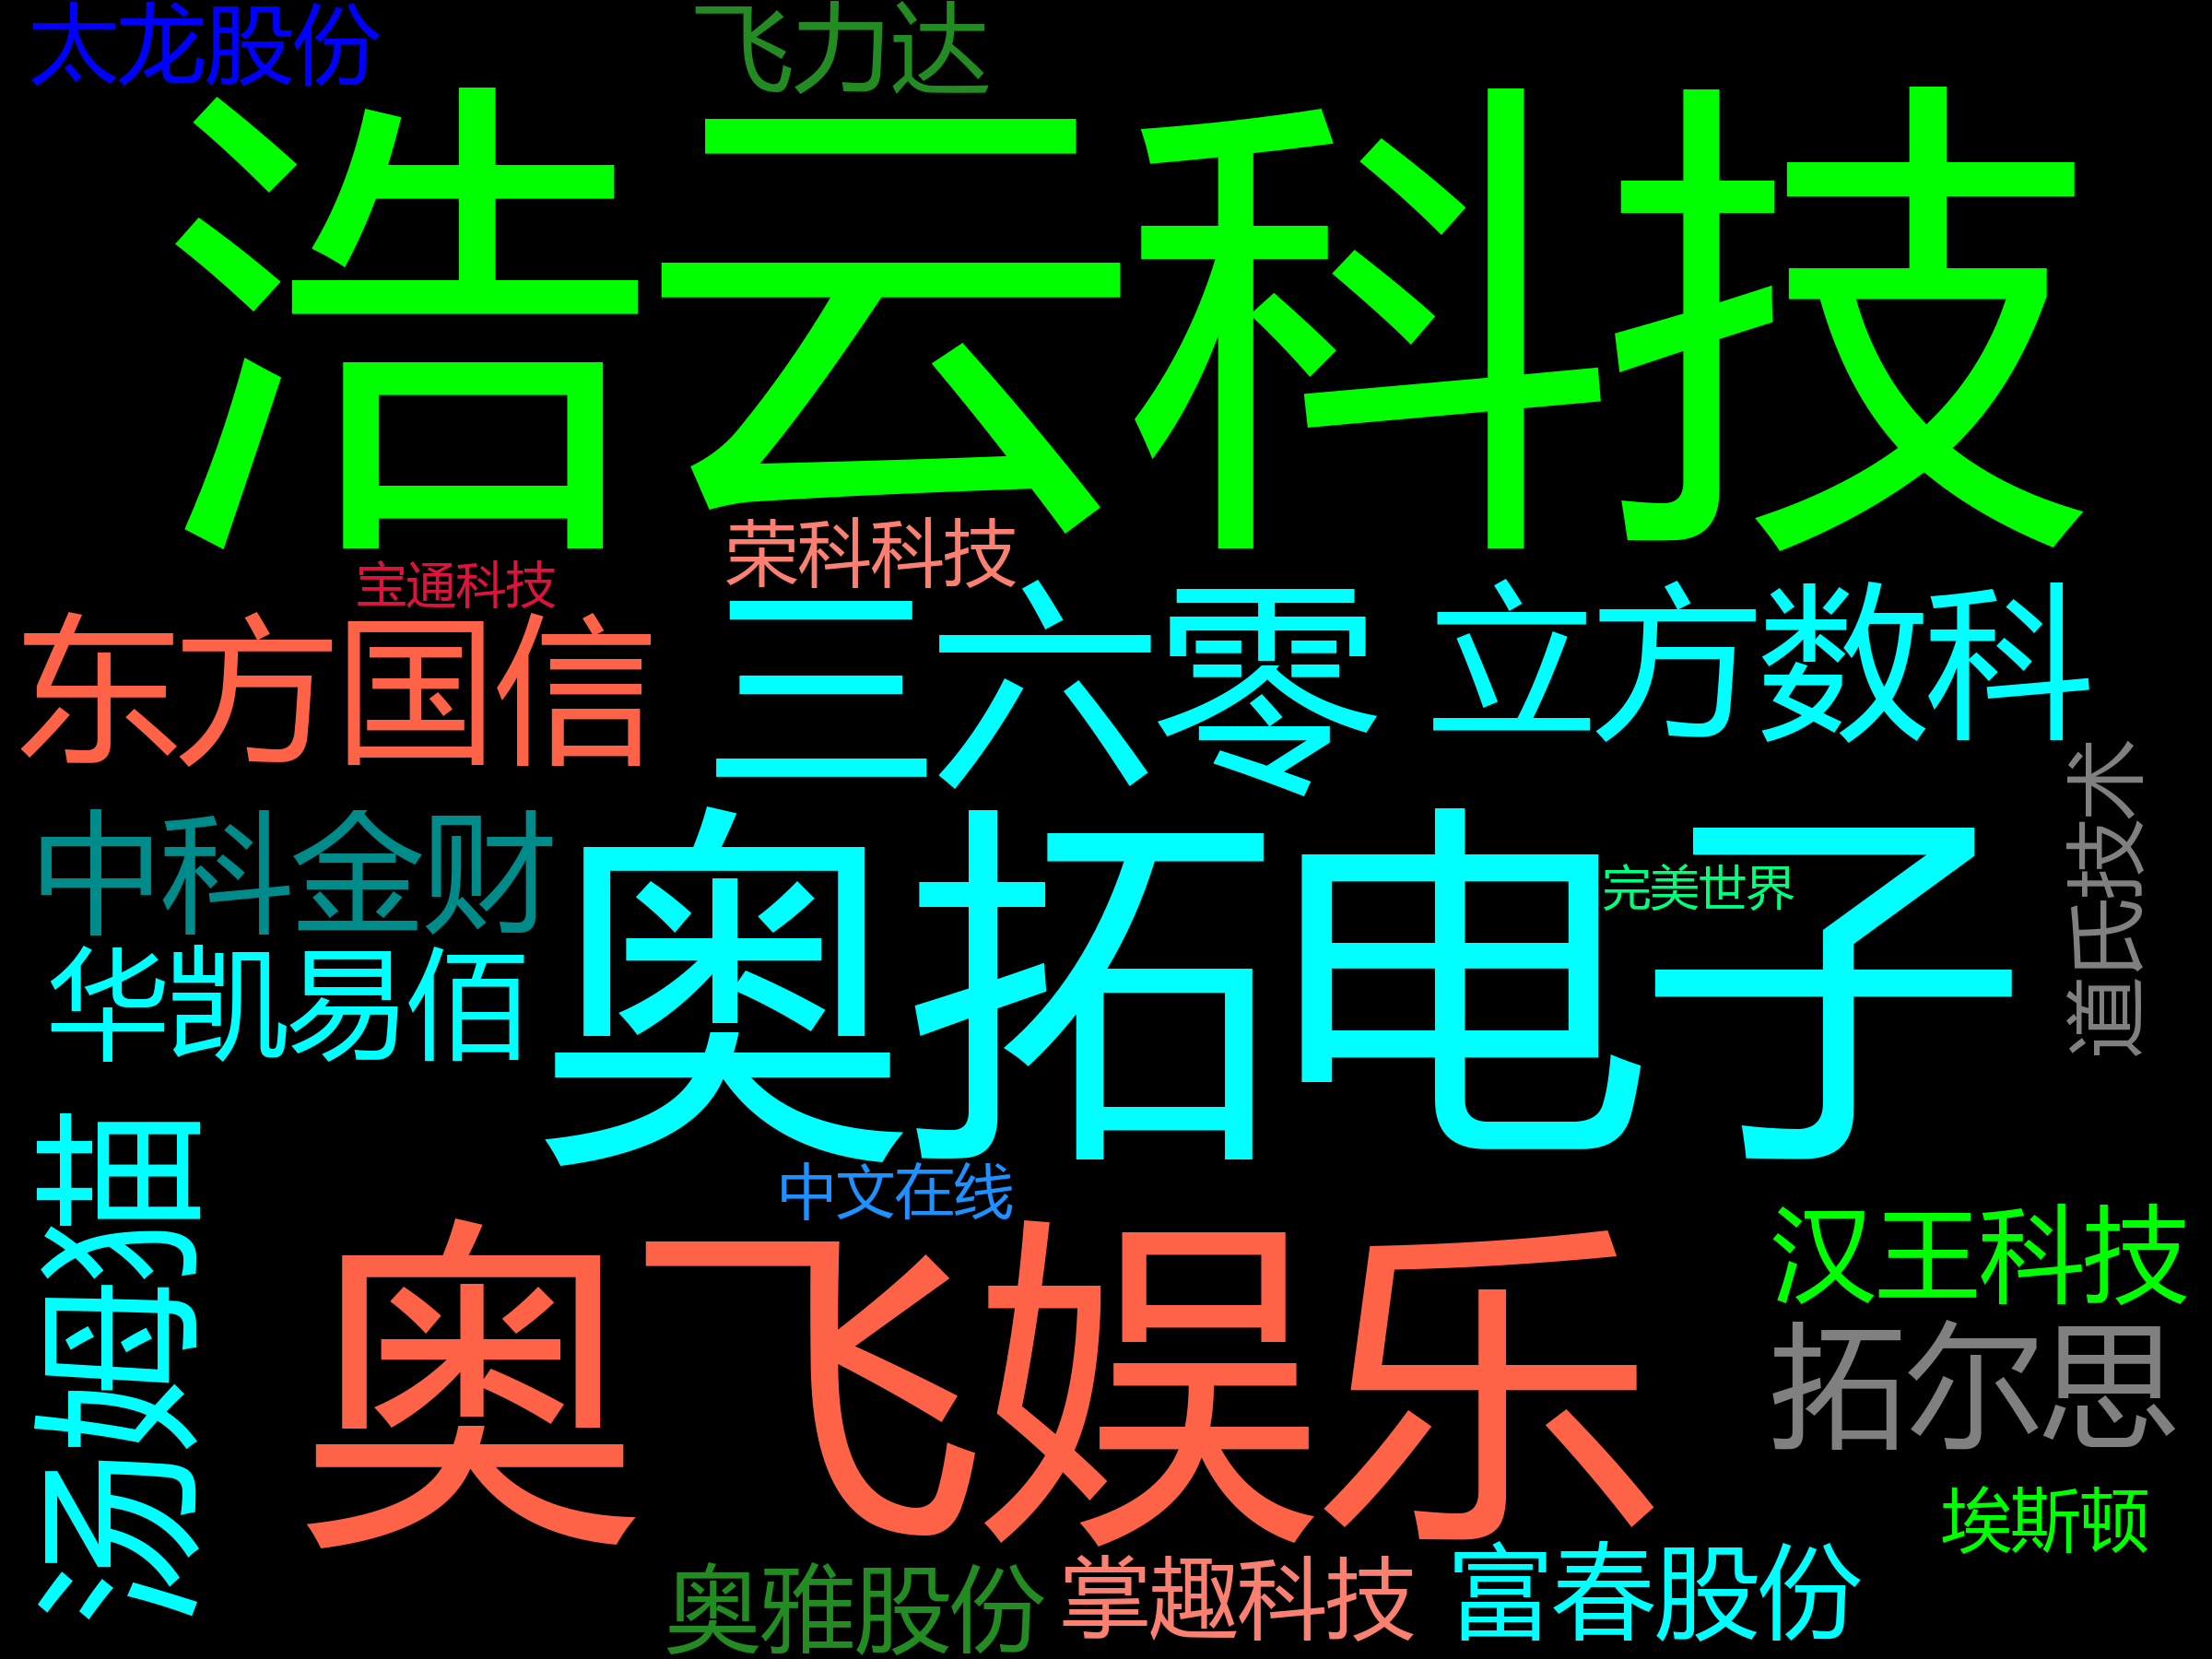 太龙股份
飞力达
浩云科技
荣科科技
宝通科技
东方国信
三六零
立方数科
道氏技术
中科金财
奥拓电子
完美世界
华凯易佰
汤姆猫
中文在线
汉王科技
奥飞娱乐
拓尔思
埃斯顿
奥雅股份
掌趣科技
富春股份